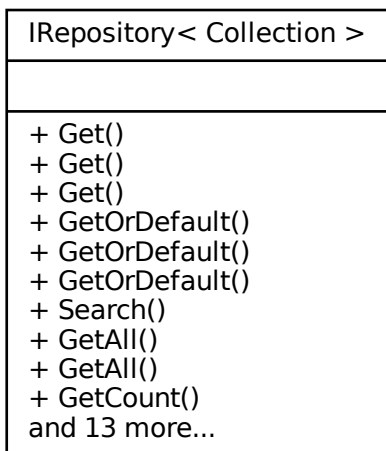 IRepository< Collection >
+ Get()
+ Get()
+ Get()
+ GetOrDefault()
+ GetOrDefault()
+ GetOrDefault()
+ Search()
+ GetAll()
+ GetAll()
+ GetCount()
and 13 more...